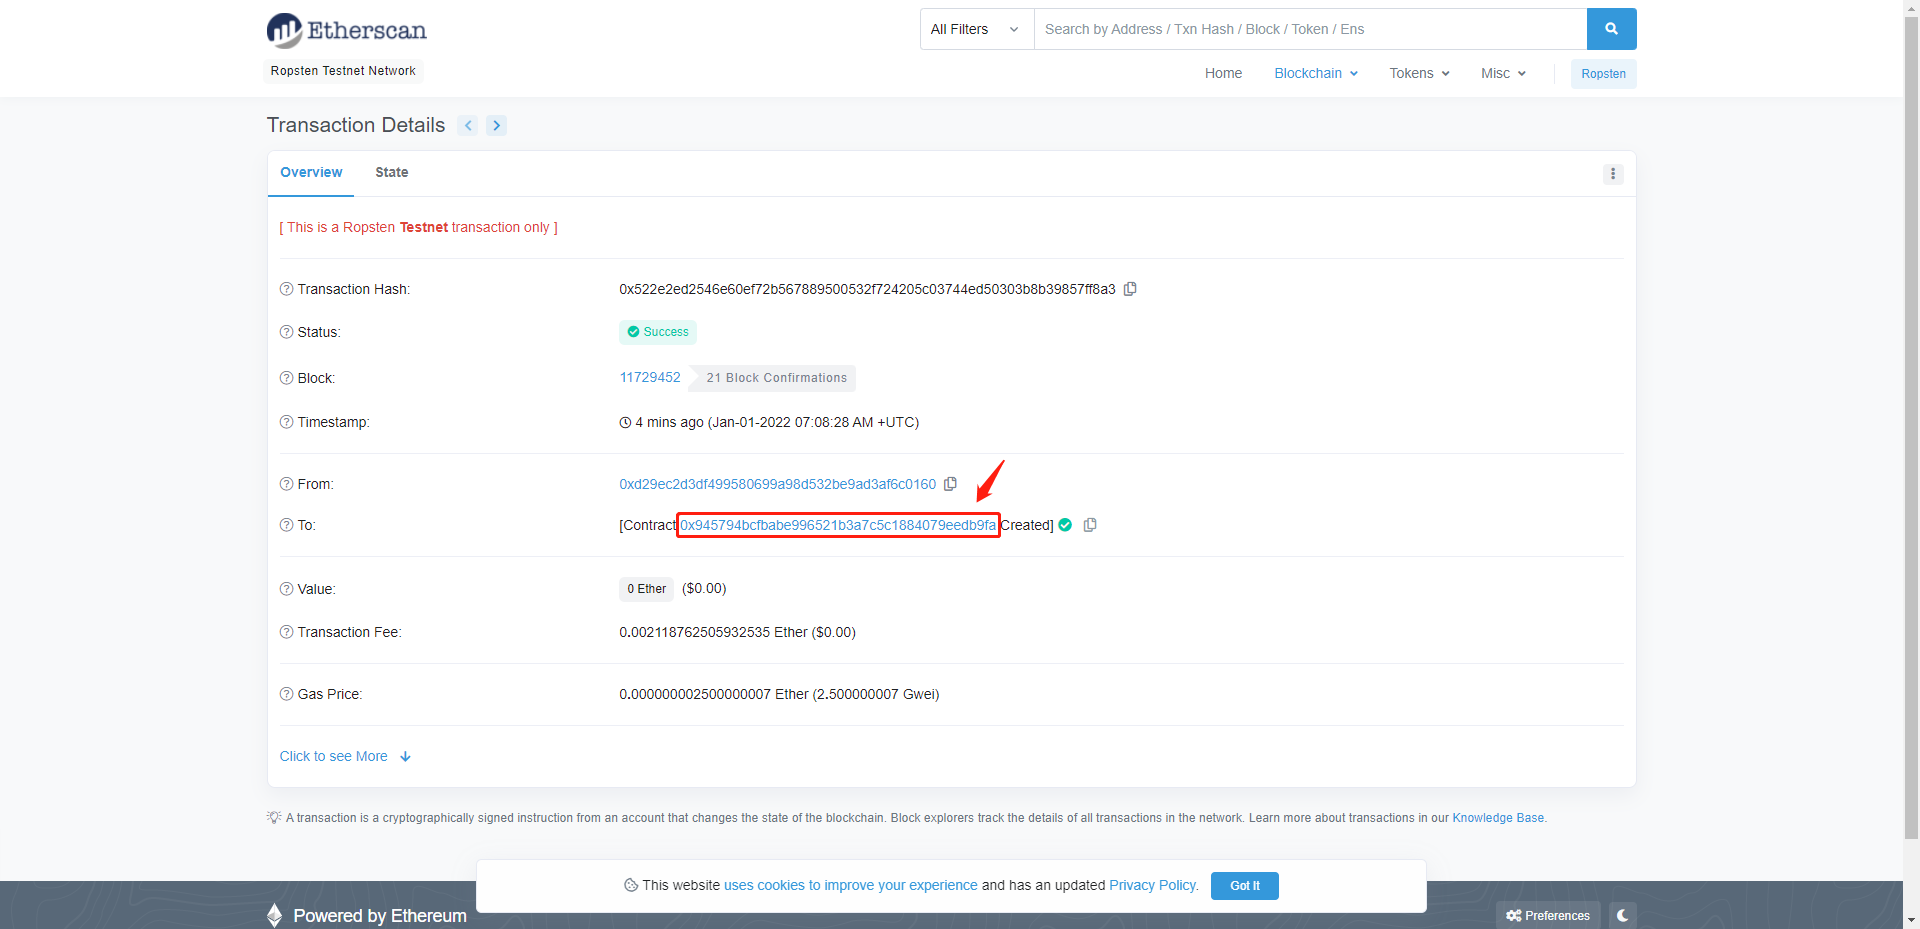 Etherscan
All Filters
Search by Address / Txn Hash / Block / Token / Ens
Ropsten Testnet Network
Home Blockchain Tokens Misc Ropsten
Transaction Details
Overview State
[ This is a Ropsten Testnet transaction only ]
Transaction Hash: 0x522e2ed2546e60ef72b567889500532f724205c03744ed50303b8b39857ff8a3
Status: Success
Block: 11729452 21 Block Confirmations
Timestamp: 4 mins ago (Jan-01-2022 07:08:28 AM +UTC)
From: 0xd29ec2d3df499580699a98d532be9ad3af6c0160
To: [Contract 0x945794bcfbabe996521b3a7c5c1884079eedb9fa Created]
Value: 0 Ether ($0.00)
Transaction Fee: 0.002118762505932535 Ether ($0.00)
Gas Price: 0.000000002500000007 Ether (2.500000007 Gwei)
Click to see More
A transaction is a cryptographically signed instruction from an account that changes the state of the blockchain. Block explorers track the details of all transactions in the network. Learn more about transactions in our Knowledge Base.
This website uses cookies to improve your experience and has an updated Privacy Policy. Got It
Powered by Ethereum
Preferences